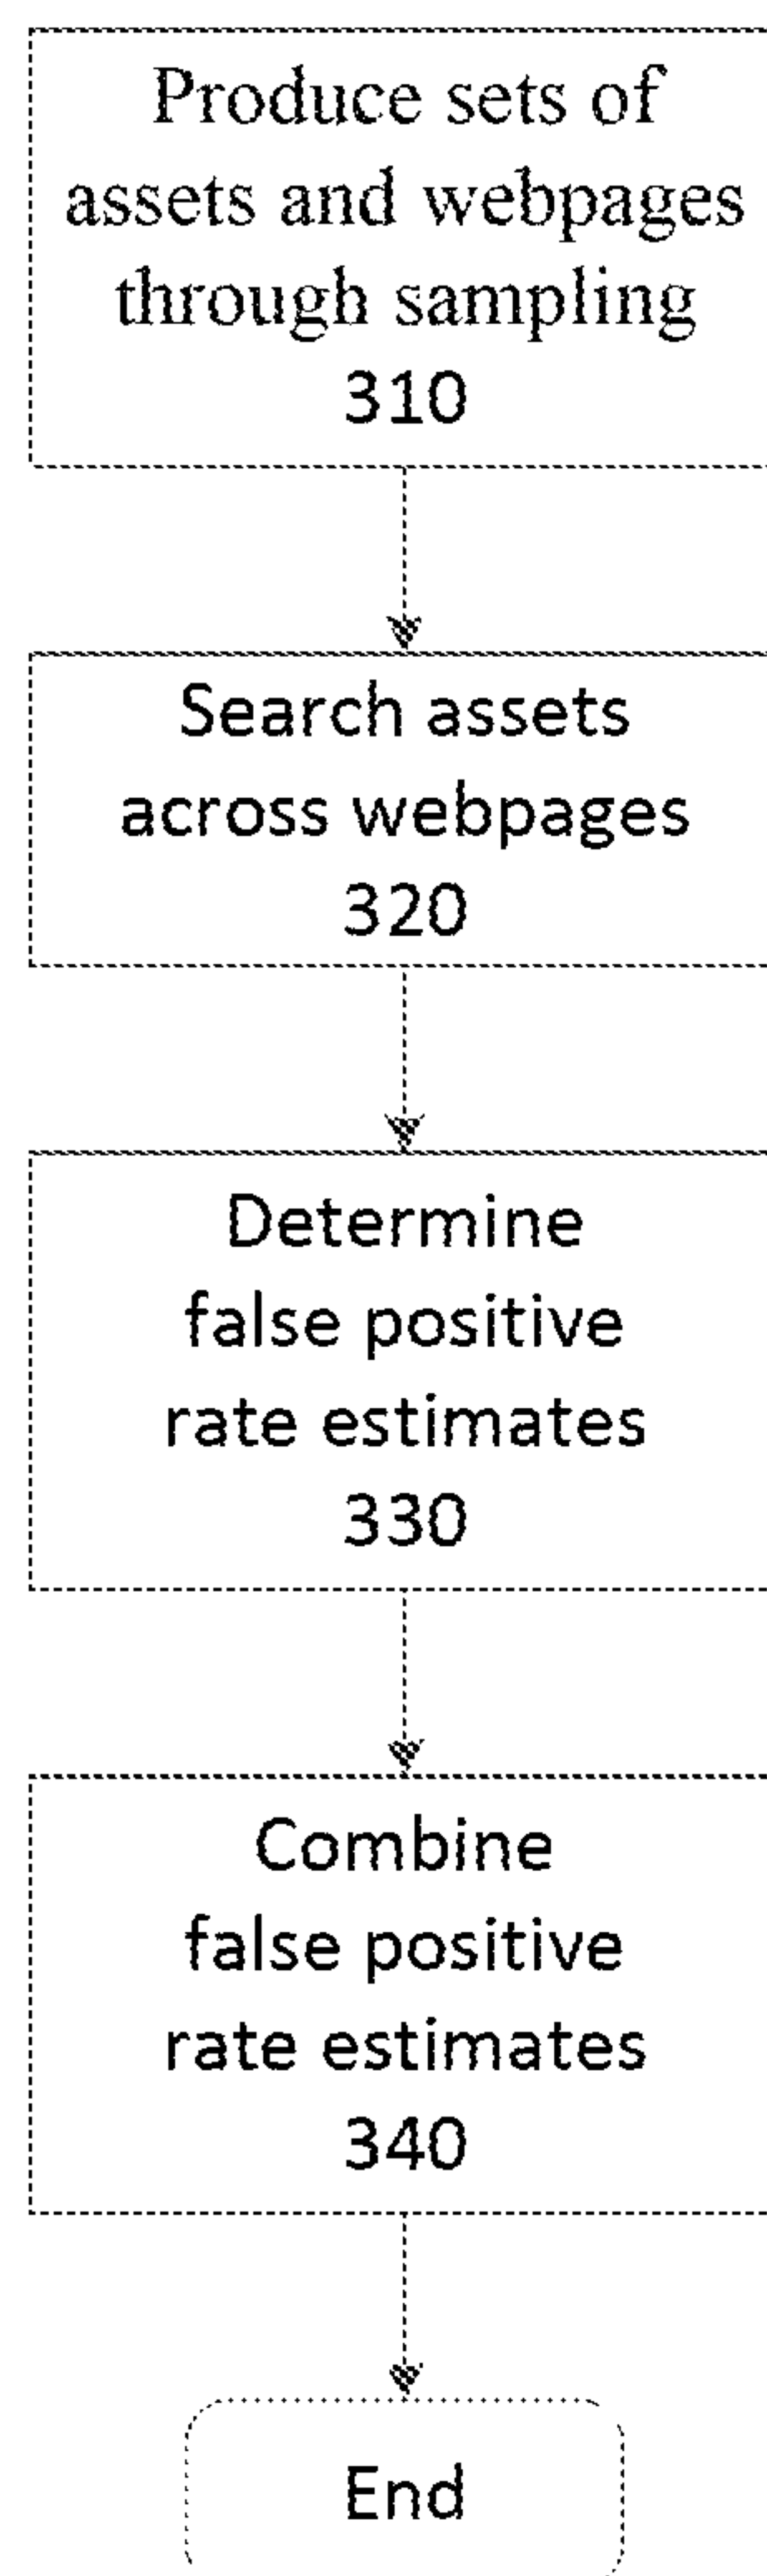 Produce sets of
assets and webpages
through sampling
310
Search assets
across webpages
320
Determine
false positive
rate estimates
330
Combine
false positive
rate estimates
340
End